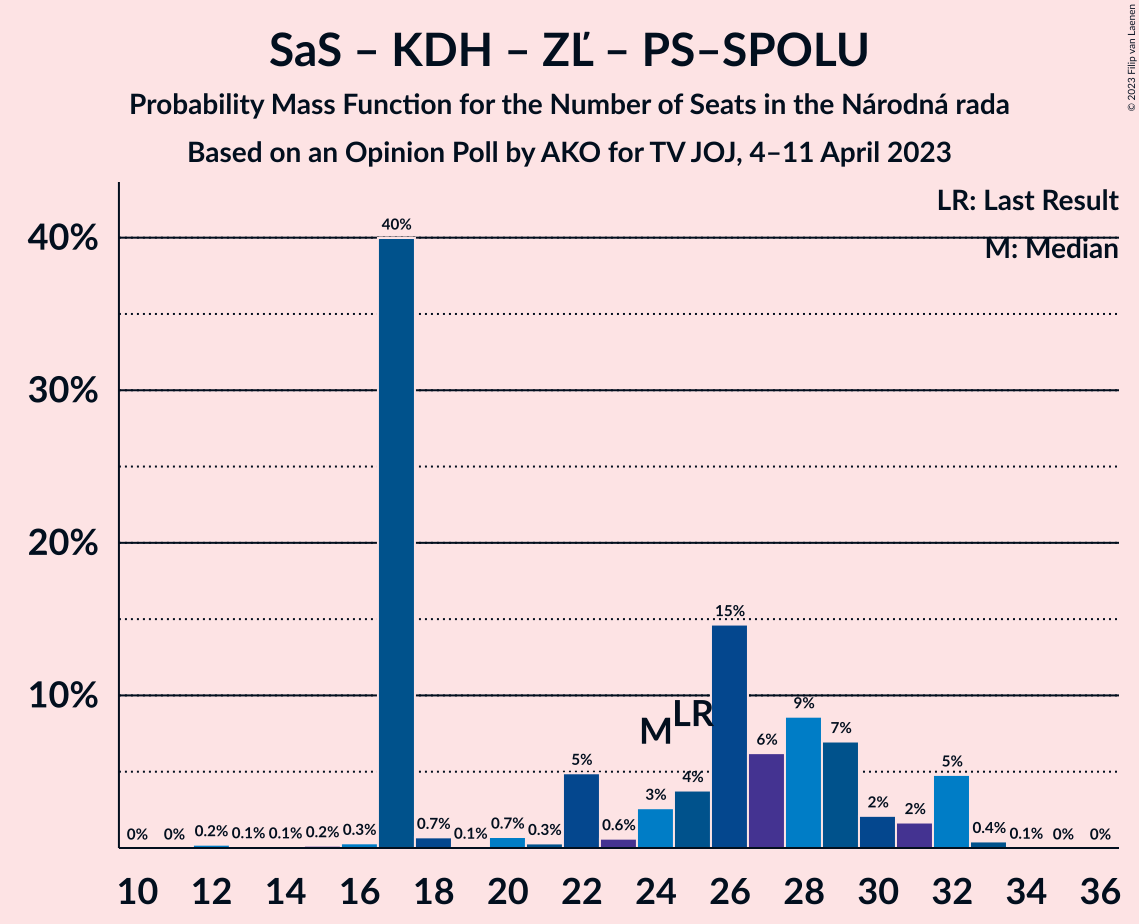 SaS – KDH – ZĽ – PS–SPOLU
Probability Mass Function for the Number of Seats in the Národná rada
Based on an Opinion Poll by AKO for TV JOJ, 4–11 April 2023
© 2023 Filip van Laenen
LR: Last Result
M: Median
40%
30%
20%
10%
0% 0% 0.2% 0.1% 0.1% 0.2% 0.3% 40% 0.7% 0.1% 0.7% 0.3% 5% 0.6% 3% 4% 15% 6% 9% 7% 2% 2% 5% 0.4% 0.1% 0% 0%
M LR
10 12 14 16 18 20 22 24 26 28 30 32 34 36